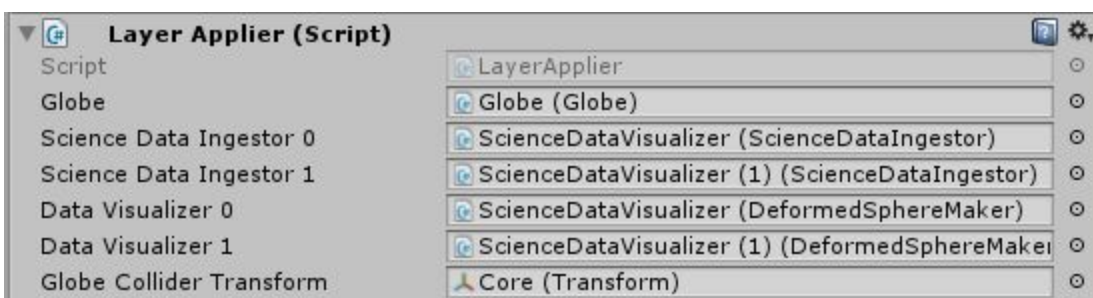 Layer Applier (Script)
Script LayerApplier
Globe Globe (Globe)
Science Data Ingestor 0 ScienceDataVisualizer (ScienceDataIngestor)
Science Data Ingestor 1 ScienceDataVisualizer (1) (ScienceDataIngestor)
Data Visualizer 0 ScienceDataVisualizer (DeformedSphereMaker)
Data Visualizer 1 ScienceDataVisualizer (1) (DeformedSphereMaker
Globe Collider Transform Core (Transform)